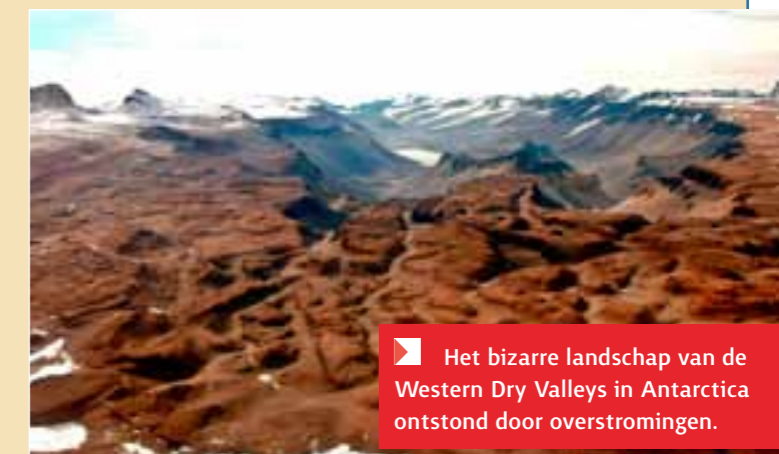 Het bizarre landschap van de
Western Dry Valleys in Antarctica
ontstond door overstromingen.